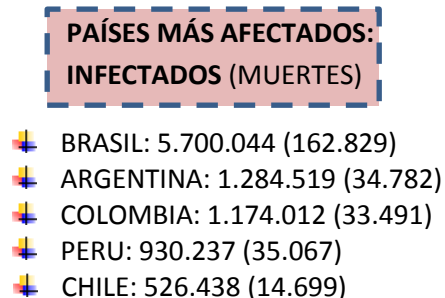 PAÍSES MÁS AFECTADOS:
INFECTADOS (MUERTES)
BRASIL: 5.700.044 (162.829)
ARGENTINA: 1.284.519 (34.782)
COLOMBIA: 1.174.012 (33.491)
PERU: 930.237 (35.067)
CHILE: 526.438 (14.699)